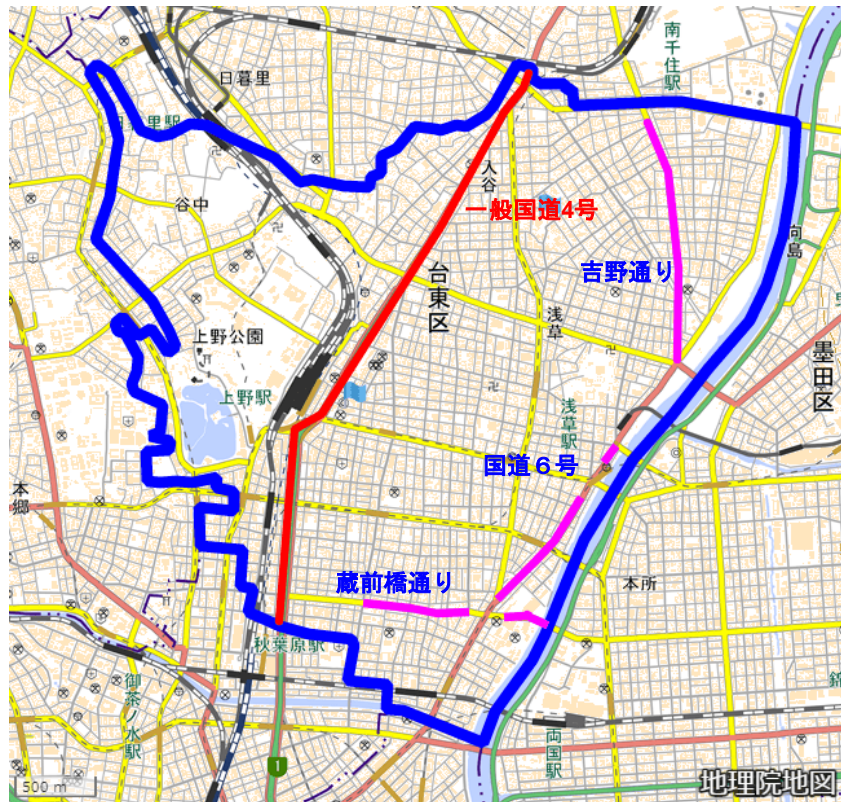 南千住駅
日暮里
入谷
一般国道4号
谷中
向島
吉野通り
台東区
浅草
上野公園
墨田区
上野駅
浅草駅
国道６号
本郷
蔵前橋通り
本所
秋葉原駅
御茶ノ水駅
両国駅
錦
1
500 m
地理院地図